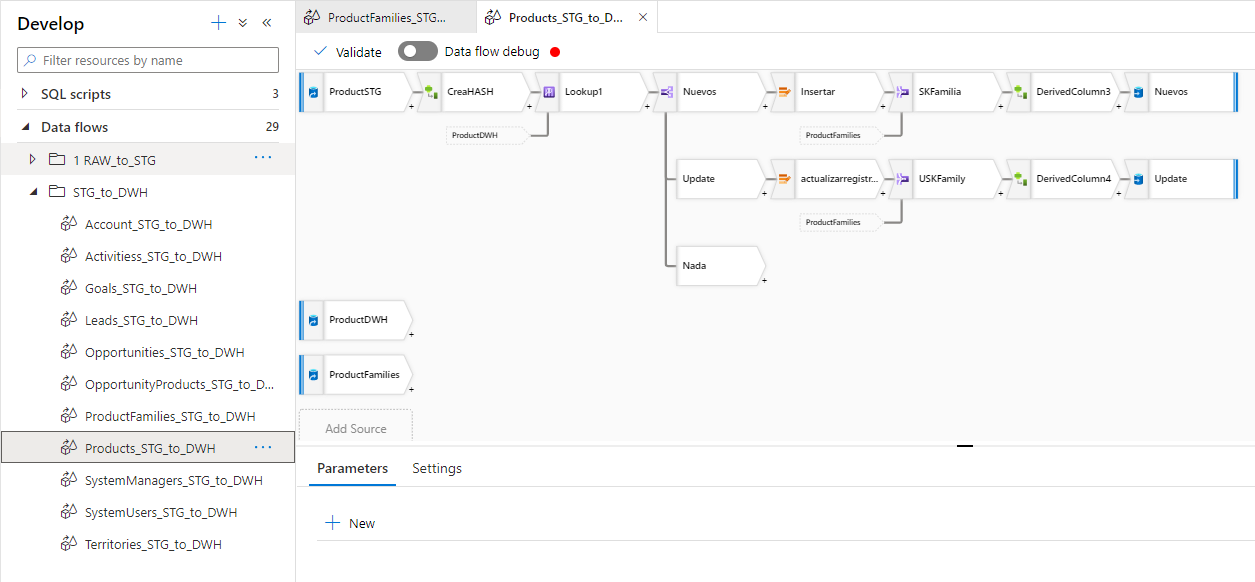 Develop
Filter resources by name
SQL scripts 3
Data flows 29
1 RAW_to_STG
STG_to_DWH
Account_STG_to_DWH
Activitiess_STG_to_DWH
Goals_STG_to_DWH
Leads_STG_to_DWH
Opportunities_STG_to_DWH
OpportunityProducts_STG_to_D...
ProductFamilies_STG_to_DWH
Products_STG_to_DWH
SystemManagers_STG_to_DWH
SystemUsers_STG_to_DWH
Territories_STG_to_DWH
ProductFamilies_STG... Products_STG_to_D...
Validate Data flow debug
ProductSTG CreaHASH Lookup1 Nuevos Insertar SKFamilia DerivedColumn3 Nuevos
ProductDWH ProductFamilies
Update actualizarregistr... USKFamily DerivedColumn4 Update
ProductFamilies
Nada
ProductDWH
ProductFamilies
Add Source
Parameters Settings
New